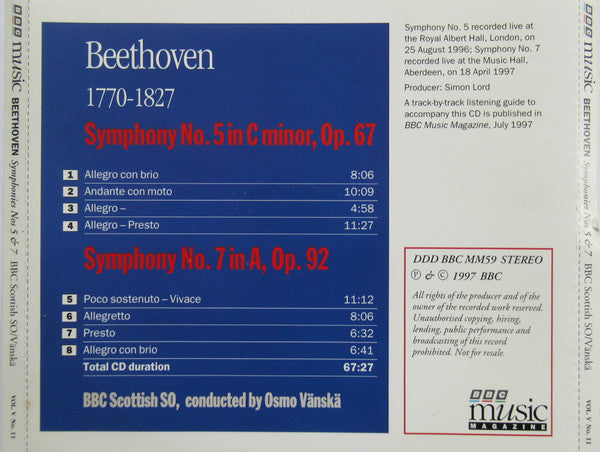 BBC music BEETHOVEN Symphonies Nos 5 & 7 BBC Scottish SO/Vänskä VOL. V No. 11
Beethoven
1770-1827
Symphony No. 5 in C minor, Op. 67
1 Allegro con brio 8:06
2 Andante con moto 10:09
3 Allegro – 4:58
4 Allegro – Presto 11:27
Symphony No. 7 in A, Op. 92
5 Poco sostenuto – Vivace 11:12
6 Allegretto 8:06
7 Presto 6:32
8 Allegro con brio 6:41
Total CD duration 67:27
BBC Scottish SO, conducted by Osmo Vänskä
Symphony No. 5 recorded live at
the Royal Albert Hall, London, on
25 August 1996; Symphony No. 7
recorded live at the Music Hall,
Aberdeen, on 18 April 1997
Producer: Simon Lord
A track-by-track listening guide to
accompany this CD is published in
BBC Music Magazine, July 1997
DDD BBC MM59 STEREO
℗ & © 1997 BBC
All rights of the producer and of the
owner of the recorded work reserved.
Unauthorised copying, hiring,
lending, public performance and
broadcasting of this record
prohibited. Not for resale.
BBC
music
MAGAZINE
BBC music BEETHOVEN Symphonies Nos 5 & 7 BBC Scottish SO/Vänskä VOL. V No. 11